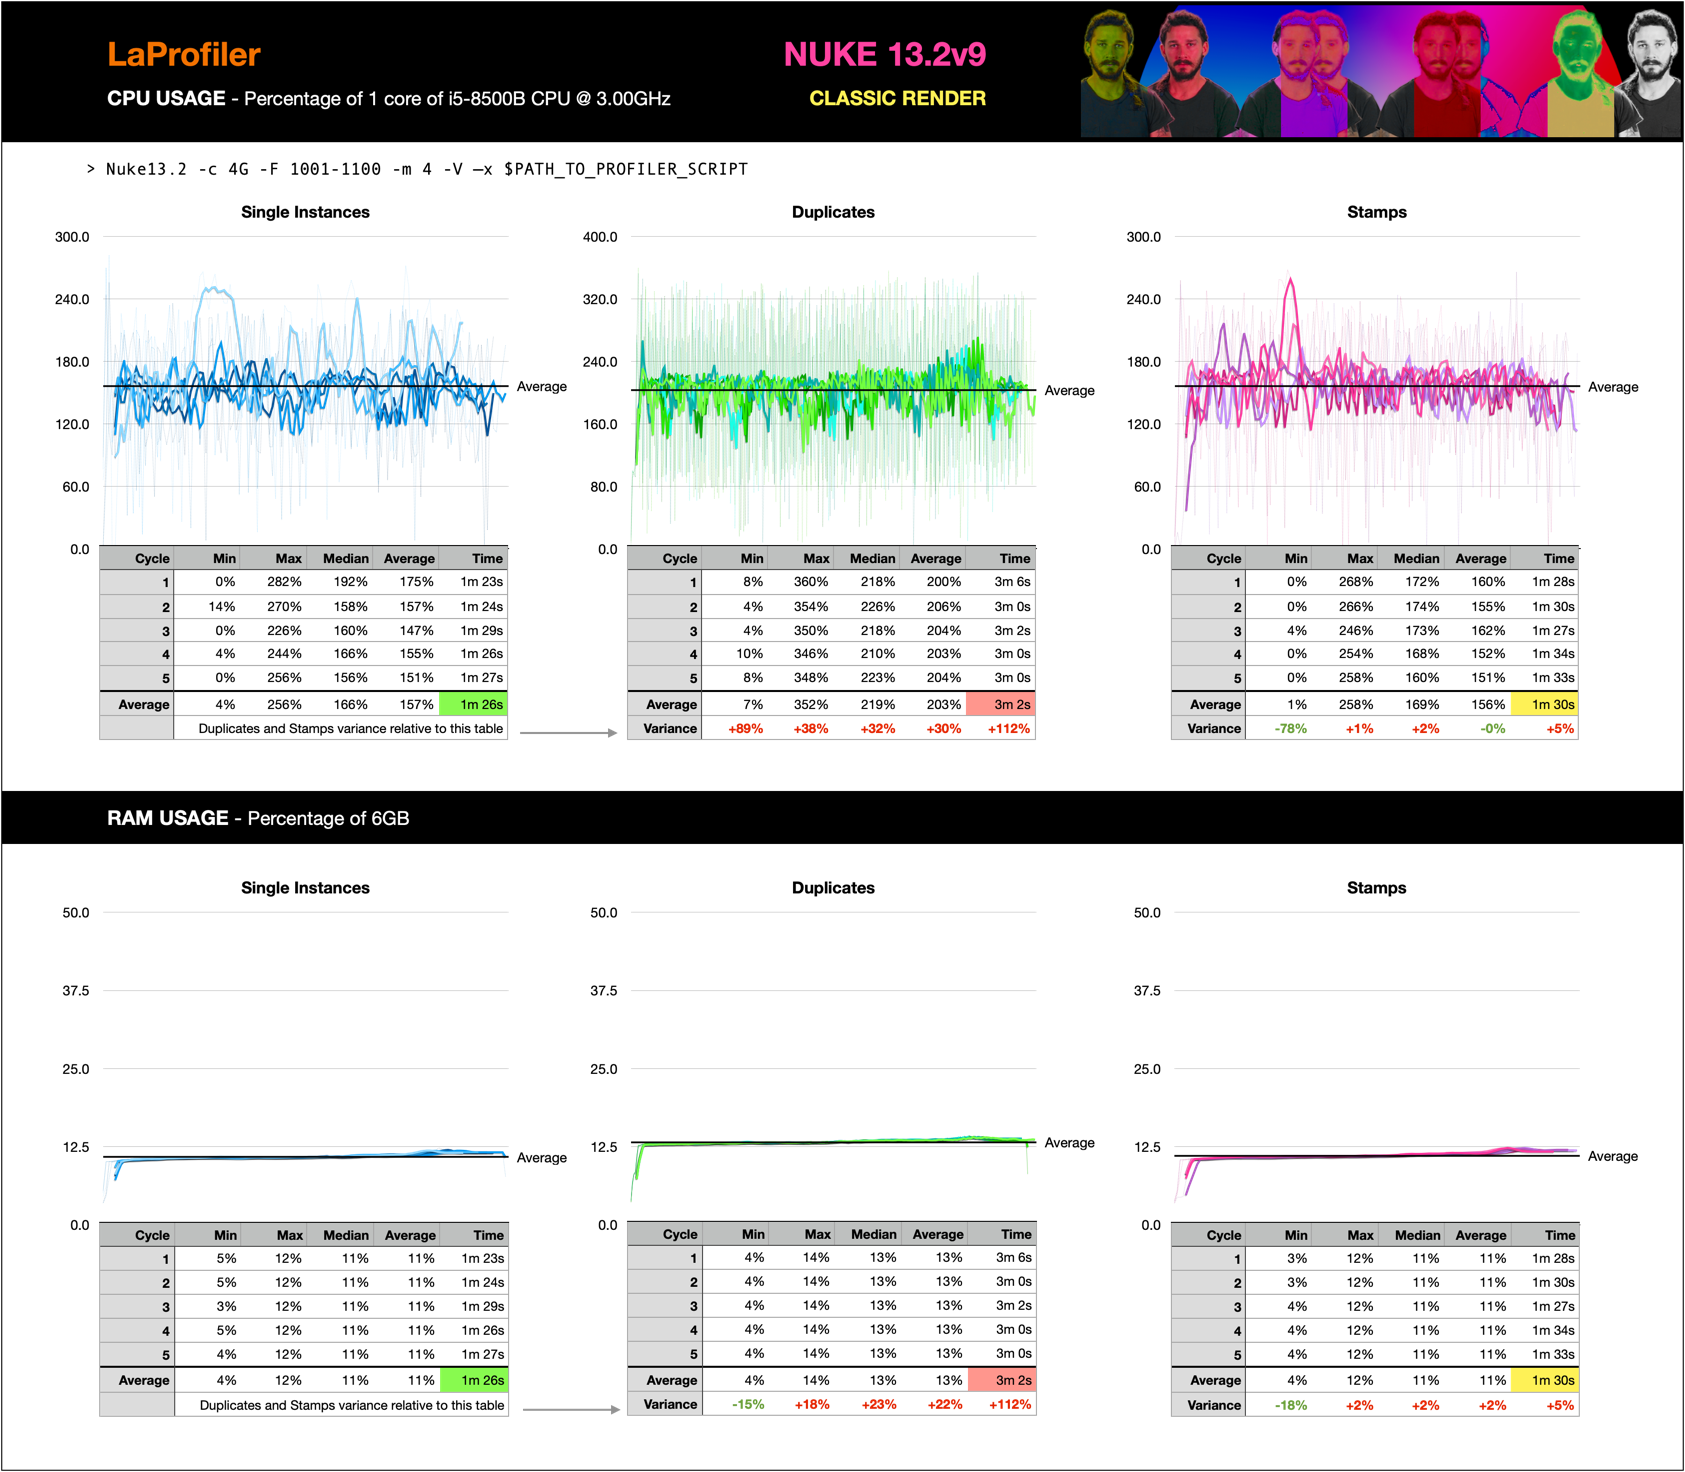 LaProfiler
NUKE 13.2v9
CPU USAGE - Percentage of 1 core of i5-8500B CPU @ 3.00GHz
CLASSIC RENDER
> Nuke13.2 -c 4G -F 1001-1100 -m 4 -V –x $PATH_TO_PROFILER_SCRIPT
Single Instances
300.0
240.0
180.0
120.0
60.0
0.0
Average
Cycle Min Max Median Average Time
1 0% 282% 192% 175% 1m 23s
2 14% 270% 158% 157% 1m 24s
3 0% 226% 160% 147% 1m 29s
4 4% 244% 166% 155% 1m 26s
5 0% 256% 156% 151% 1m 27s
Average 4% 256% 166% 157% 1m 26s
Duplicates and Stamps variance relative to this table
Duplicates
400.0
320.0
240.0
160.0
80.0
0.0
Average
Cycle Min Max Median Average Time
1 8% 360% 218% 200% 3m 6s
2 4% 354% 226% 206% 3m 0s
3 4% 350% 218% 204% 3m 2s
4 10% 346% 210% 203% 3m 0s
5 8% 348% 223% 204% 3m 0s
Average 7% 352% 219% 203% 3m 2s
Variance +89% +38% +32% +30% +112%
Stamps
300.0
240.0
180.0
120.0
60.0
0.0
Average
Cycle Min Max Median Average Time
1 0% 268% 172% 160% 1m 28s
2 0% 266% 174% 155% 1m 30s
3 4% 246% 173% 162% 1m 27s
4 0% 254% 168% 152% 1m 34s
5 0% 258% 160% 151% 1m 33s
Average 1% 258% 169% 156% 1m 30s
Variance -78% +1% +2% -0% +5%
RAM USAGE - Percentage of 6GB
Single Instances
50.0
37.5
25.0
12.5
0.0
Average
Cycle Min Max Median Average Time
1 5% 12% 11% 11% 1m 23s
2 5% 12% 11% 11% 1m 24s
3 3% 12% 11% 11% 1m 29s
4 5% 12% 11% 11% 1m 26s
5 4% 12% 11% 11% 1m 27s
Average 4% 12% 11% 11% 1m 26s
Duplicates and Stamps variance relative to this table
Duplicates
50.0
37.5
25.0
12.5
0.0
Average
Cycle Min Max Median Average Time
1 4% 14% 13% 13% 3m 6s
2 4% 14% 13% 13% 3m 0s
3 4% 14% 13% 13% 3m 2s
4 4% 14% 13% 13% 3m 0s
5 4% 14% 13% 13% 3m 0s
Average 4% 14% 13% 13% 3m 2s
Variance -15% +18% +23% +22% +112%
Stamps
50.0
37.5
25.0
12.5
0.0
Average
Cycle Min Max Median Average Time
1 3% 12% 11% 11% 1m 28s
2 3% 12% 11% 11% 1m 30s
3 4% 12% 11% 11% 1m 27s
4 4% 12% 11% 11% 1m 34s
5 4% 12% 11% 11% 1m 33s
Average 4% 12% 11% 11% 1m 30s
Variance -18% +2% +2% +2% +5%